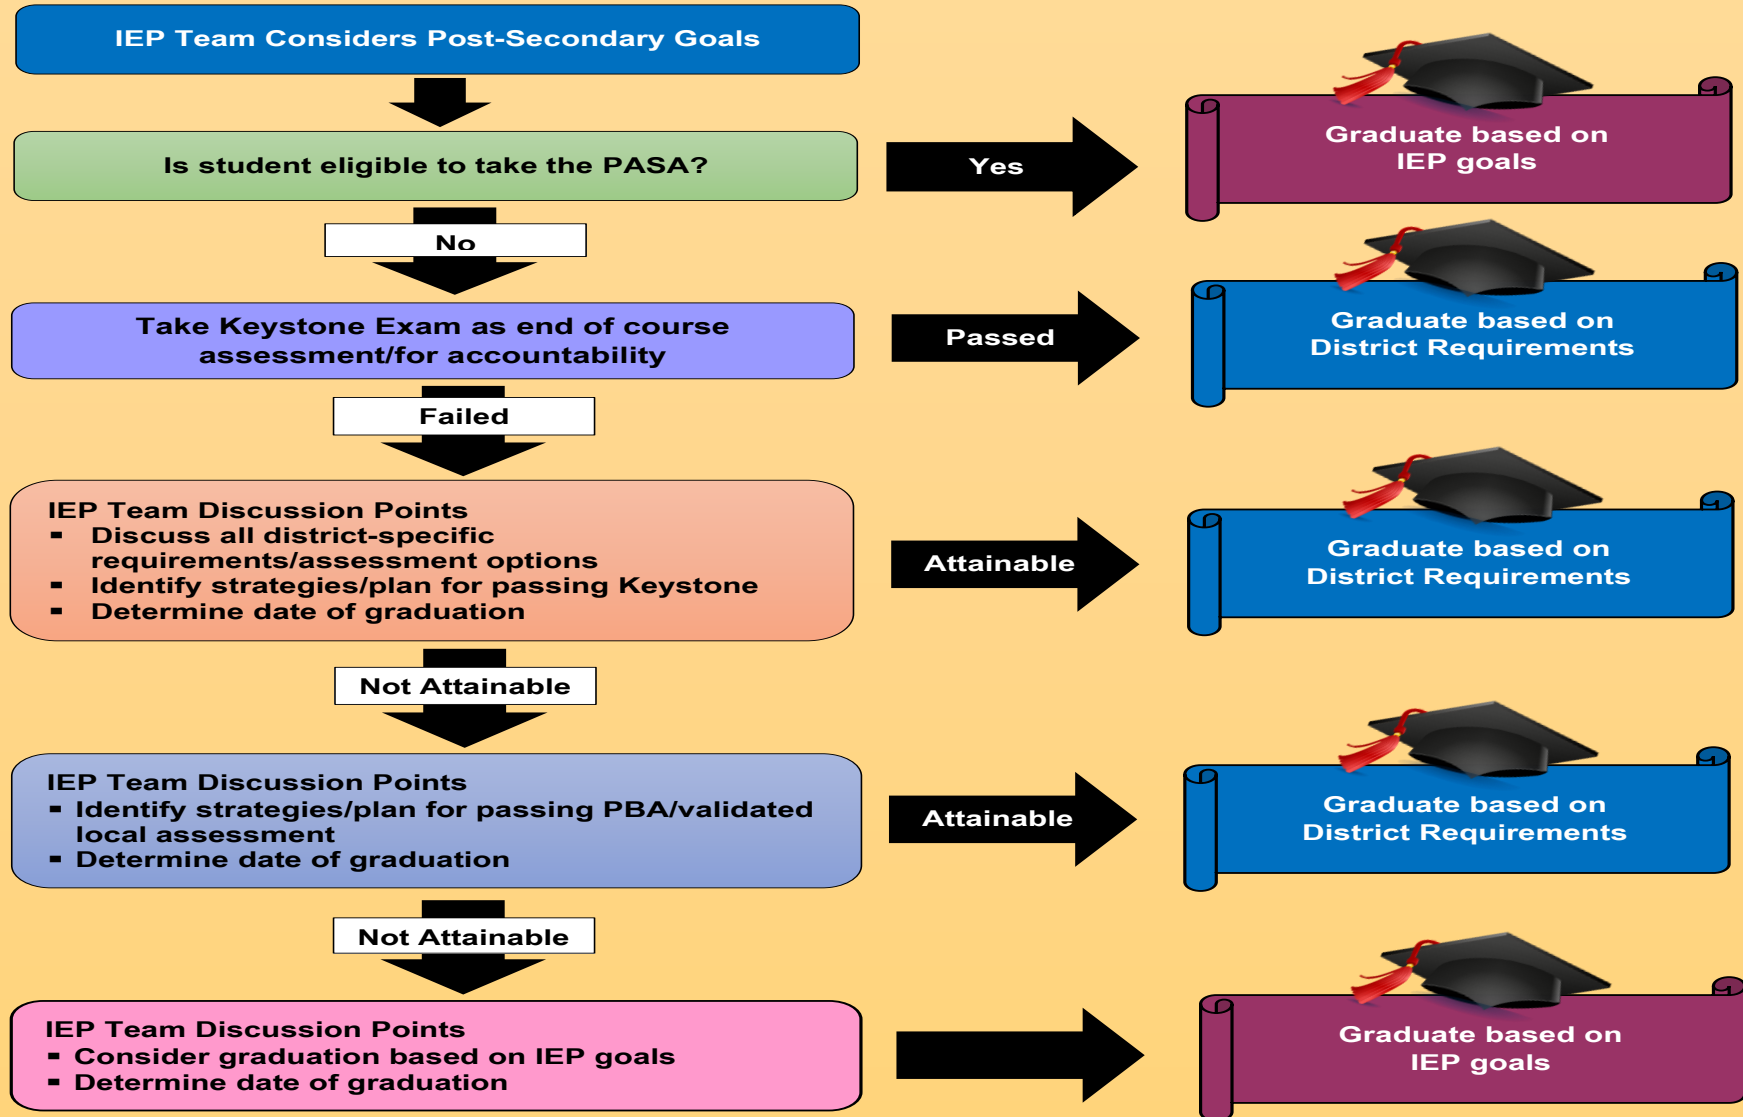 IEP Team Considers Post-Secondary Goals
Is student eligible to take the PASA?
Yes
Graduate based on
IEP goals
No
Take Keystone Exam as end of course
assessment/for accountability
Passed
Graduate based on
District Requirements
Failed
IEP Team Discussion Points
▪ Discuss all district-specific
requirements/assessment options
▪ Identify strategies/plan for passing Keystone
▪ Determine date of graduation
Attainable
Graduate based on
District Requirements
Not Attainable
IEP Team Discussion Points
▪ Identify strategies/plan for passing PBA/validated
local assessment
▪ Determine date of graduation
Attainable
Graduate based on
District Requirements
Not Attainable
IEP Team Discussion Points
▪ Consider graduation based on IEP goals
▪ Determine date of graduation
Graduate based on
IEP goals